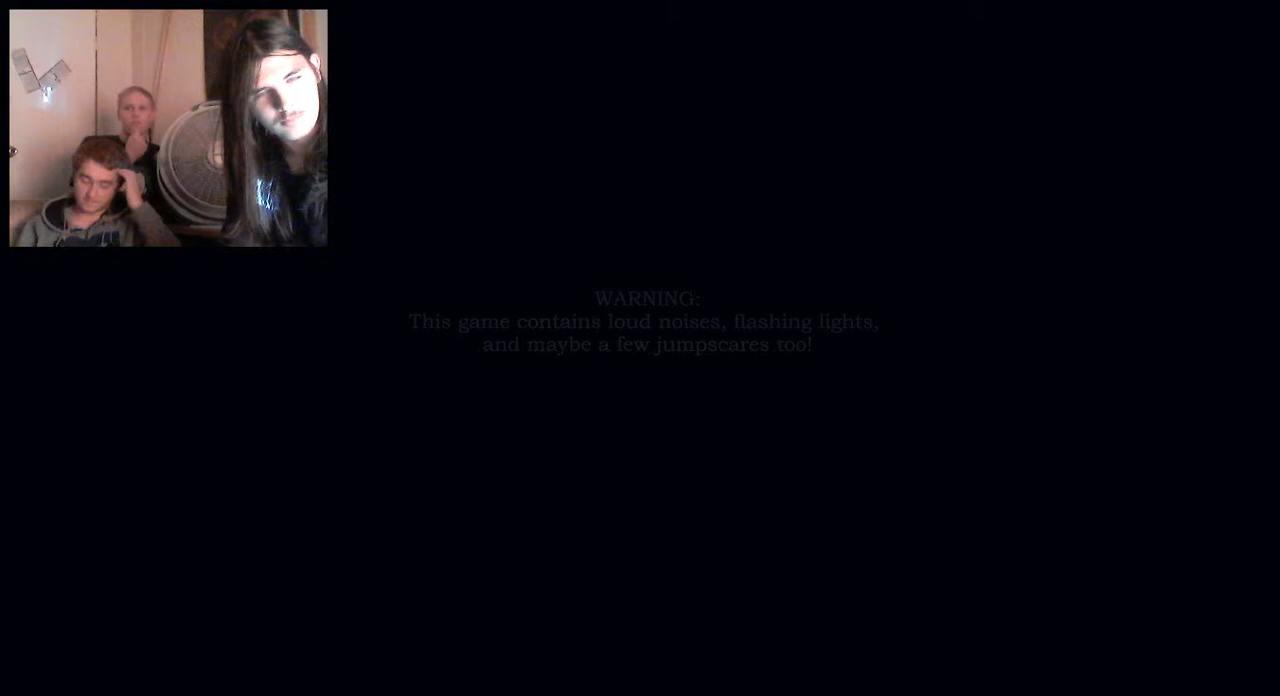 WARNING:
This game contains loud noises, flashing lights,
and maybe a few jumpscares too!